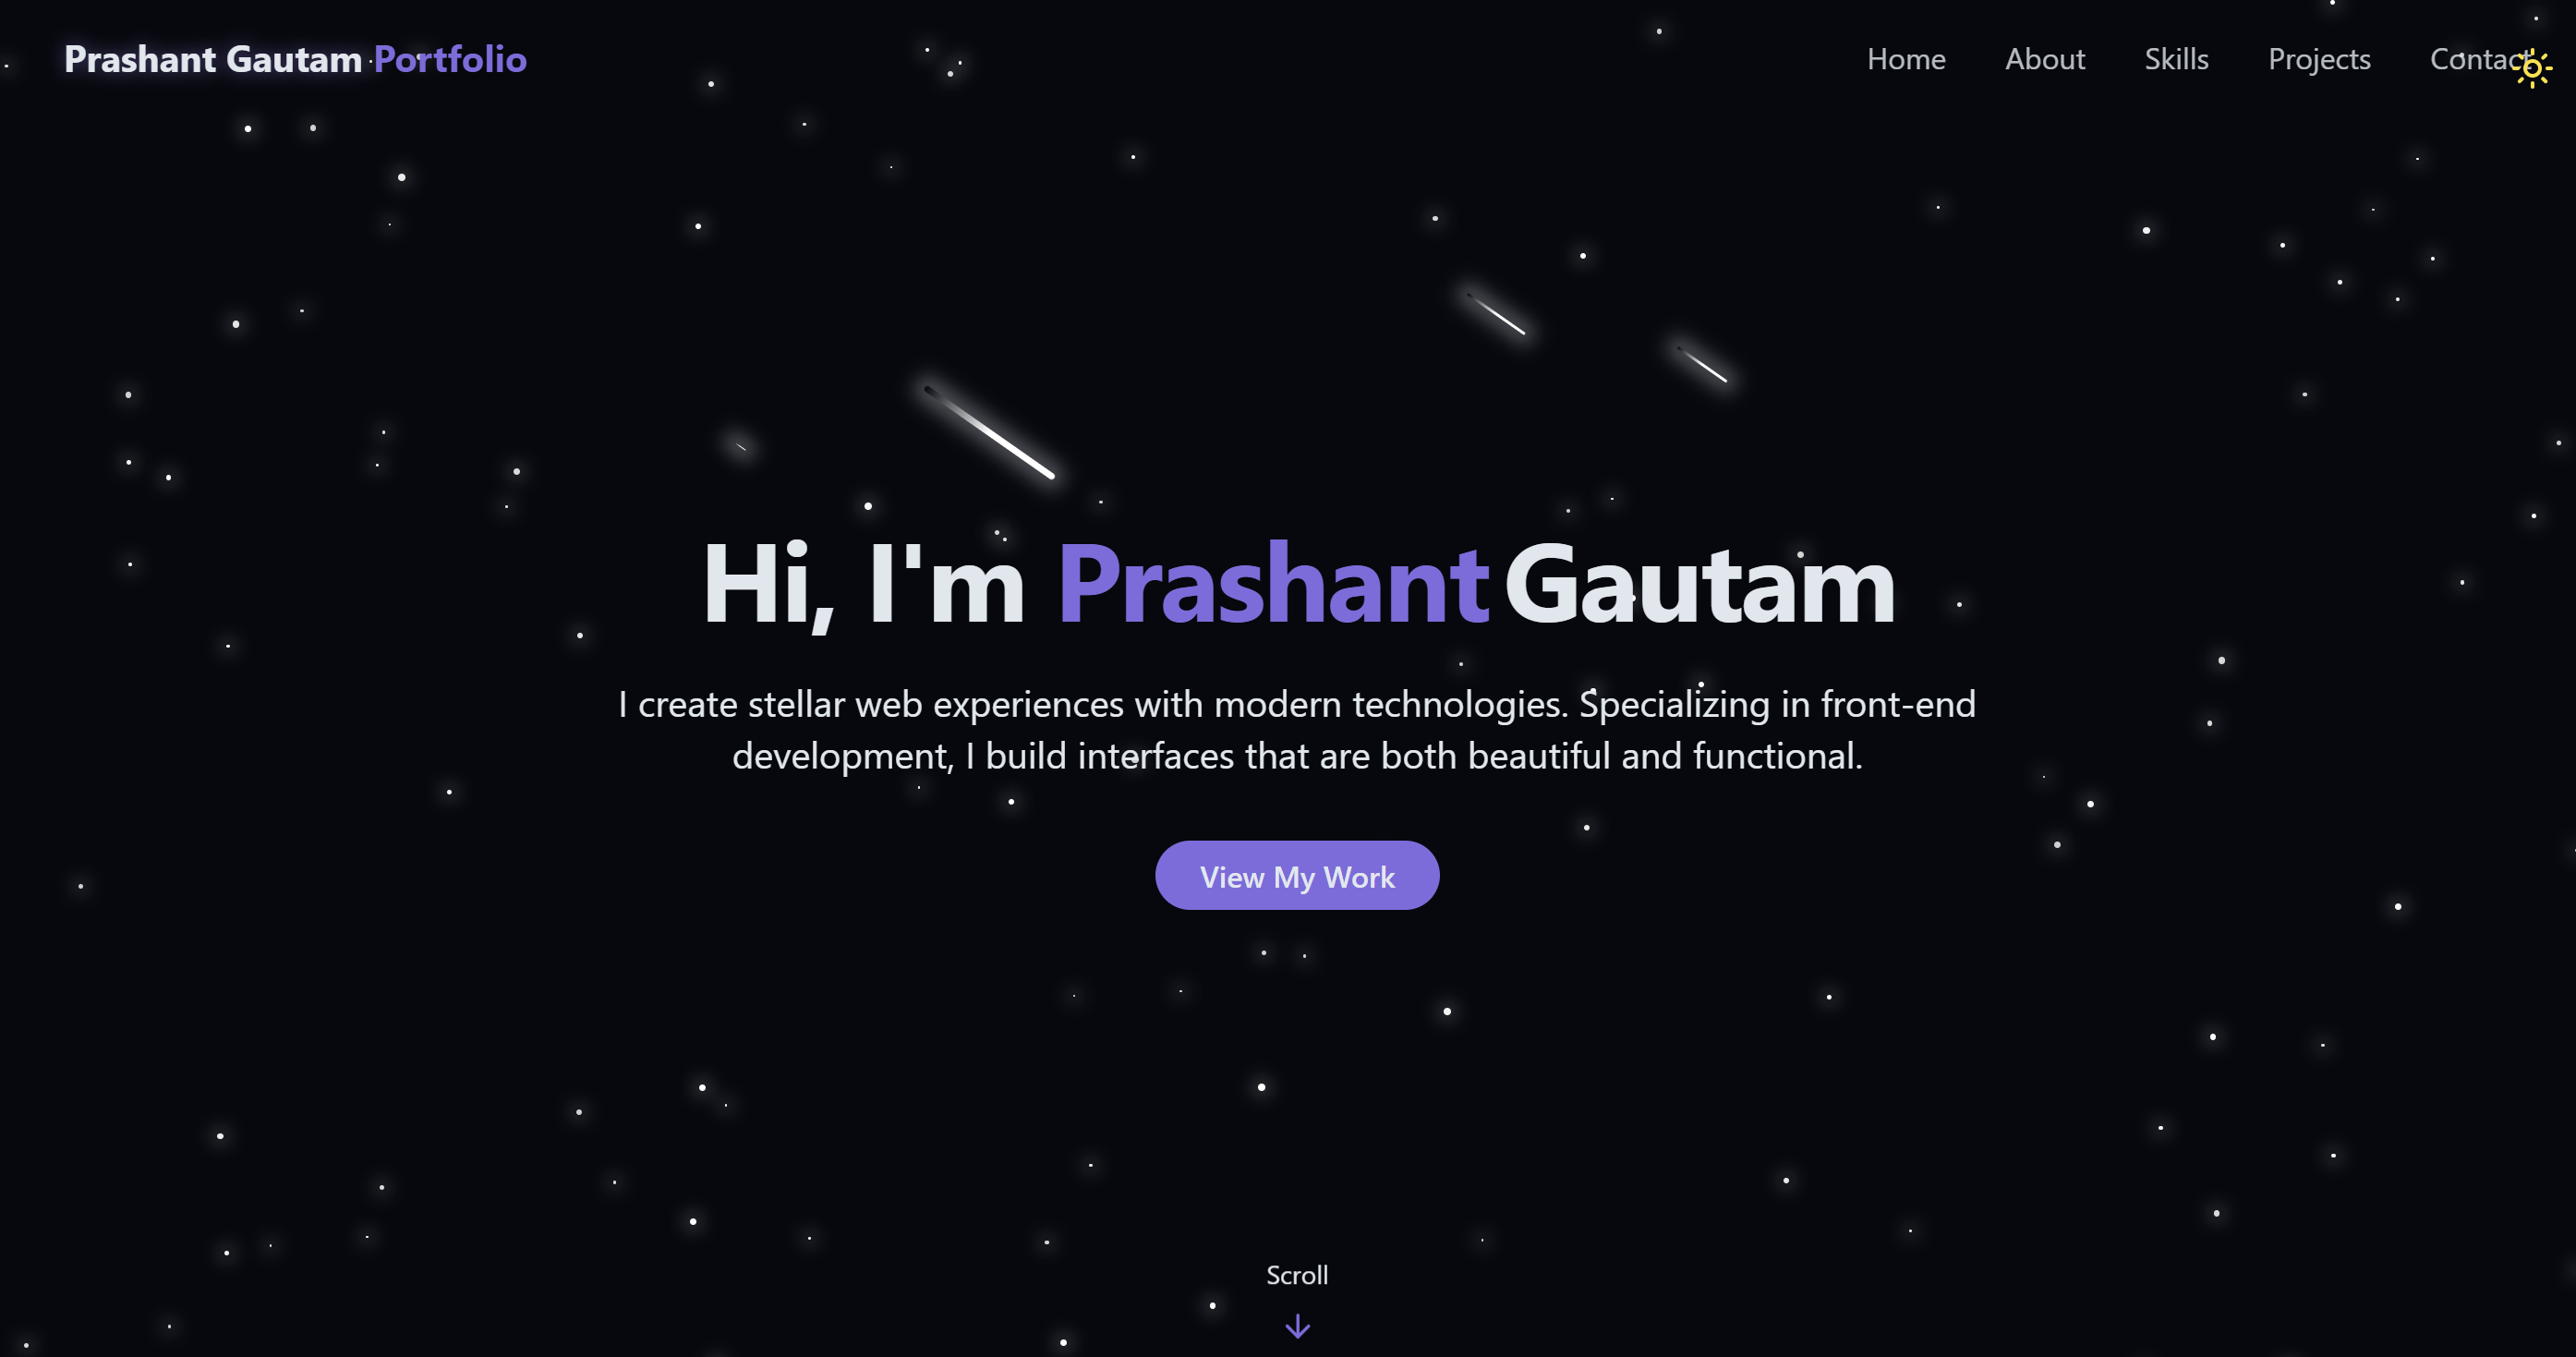 Prashant Gautam Portfolio
Home About Skills Projects Contact
Hi, I'm Prashant Gautam
I create stellar web experiences with modern technologies. Specializing in front-end
development, I build interfaces that are both beautiful and functional.
View My Work
Scroll